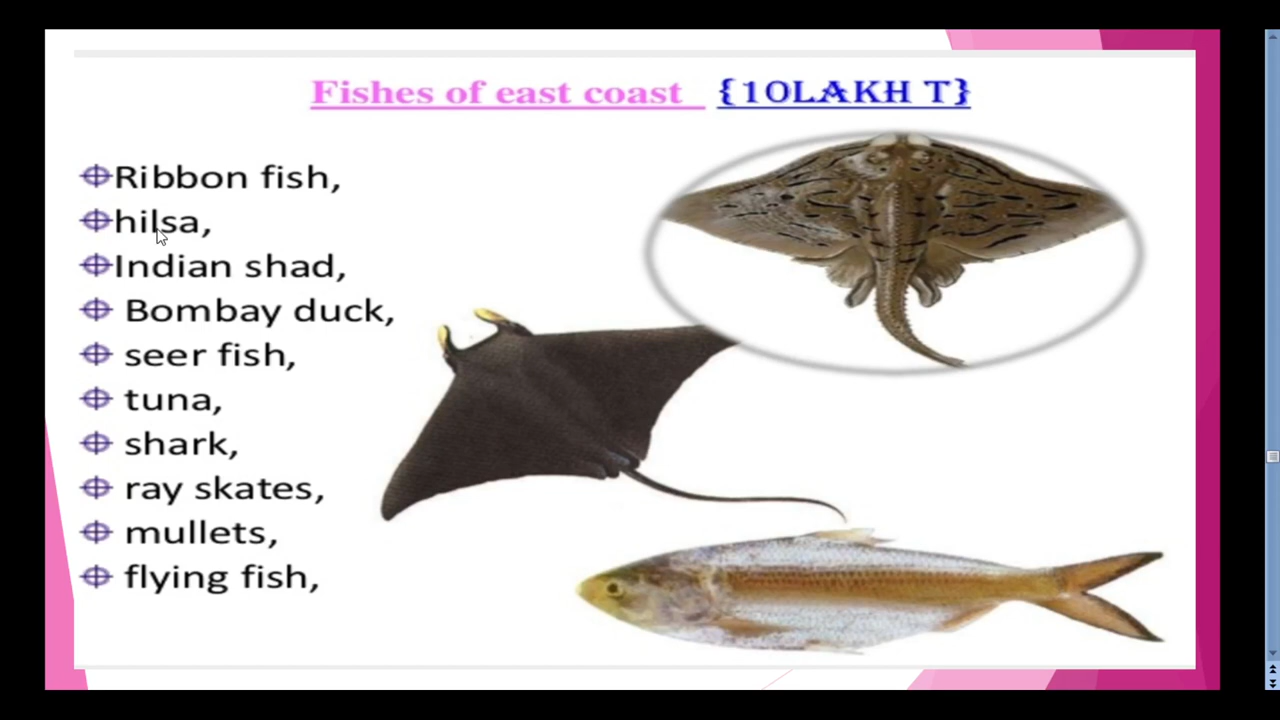 Fishes of east coast {10LAKH T}
Ribbon fish,
hilsa,
Indian shad,
Bombay duck,
seer fish,
tuna,
shark,
ray skates,
mullets,
flying fish,